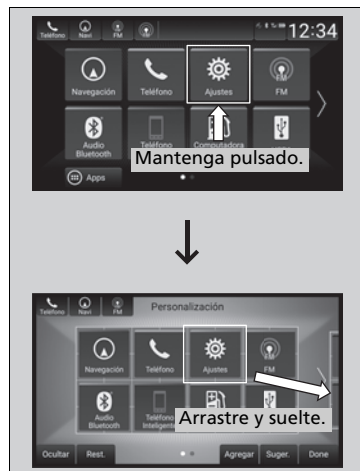 12:34
Teléfono Navi FM
Navegación Teléfono Ajustes FM
Audio Bluetooth Teléfono Computadora
Mantenga pulsado.
Apps
Teléfono Navi FM
Personalización
Navegación Teléfono Ajustes FM
Audio Bluetooth Teléfono Inteligente
Arrastre y suelte.
Ocultar Rest. Agregar Suger. Done